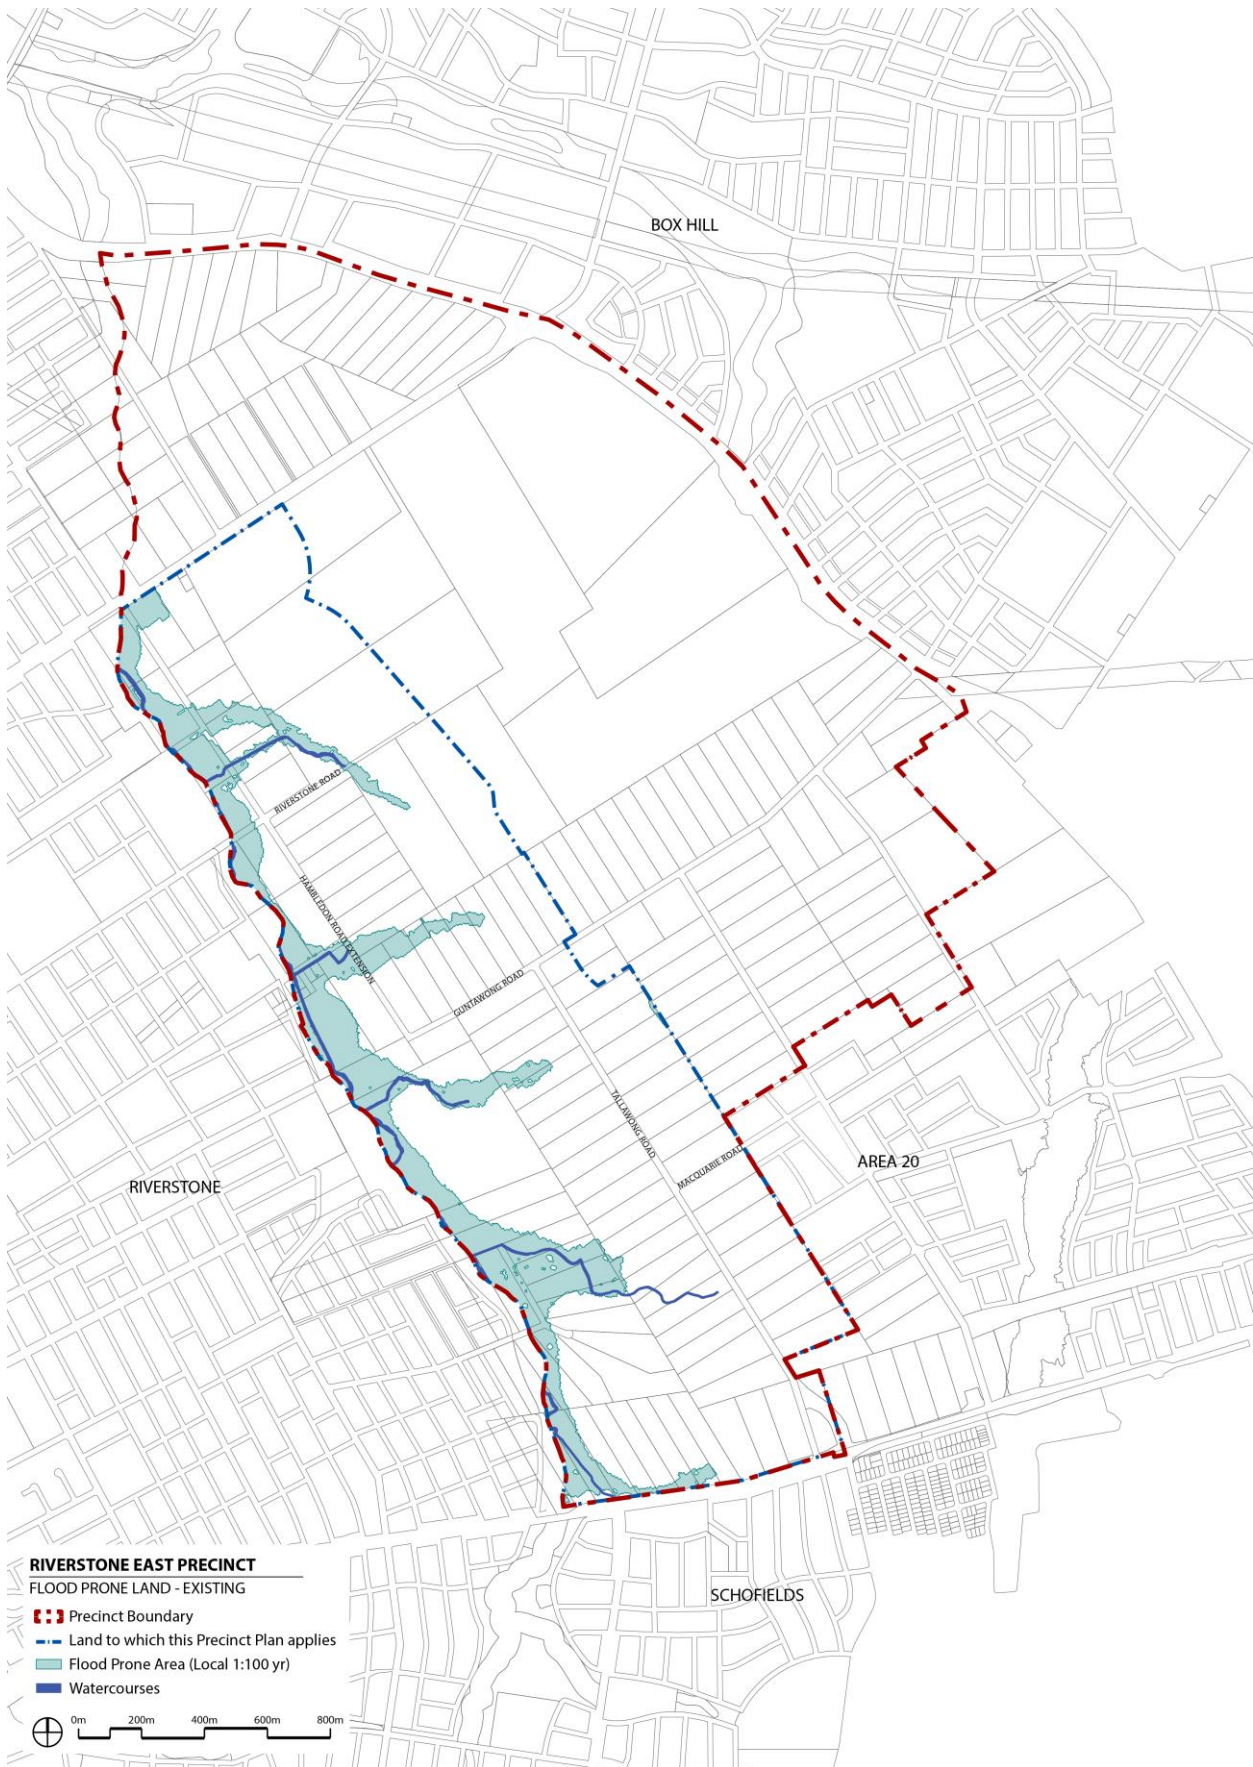 BOX HILL
RIVERSTONE ROAD
HAMBLEDON ROAD EXTENSION
GUNTAWONG ROAD
TALLAWONG ROAD
MACQUARIE ROAD
AREA 20
RIVERSTONE
SCHOFIELDS
RIVERSTONE EAST PRECINCT
FLOOD PRONE LAND - EXISTING
Precinct Boundary
Land to which this Precinct Plan applies
Flood Prone Area (Local 1:100 yr)
Watercourses
0m 200m 400m 600m 800m